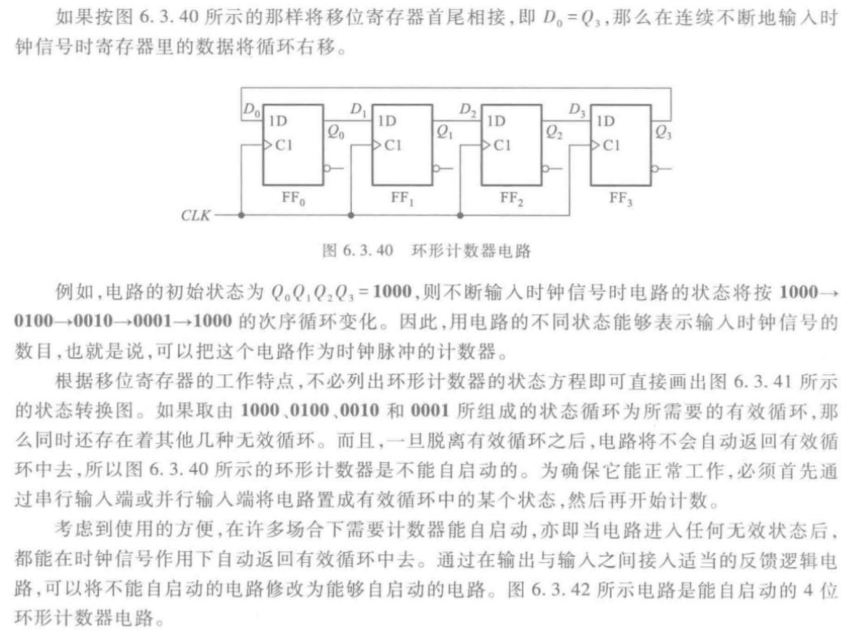 如果按图 6.3.40 所示的那样将移位寄存器首尾相接,即 D₀=Q₃,那么在连续不断地输入时
钟信号时寄存器里的数据将循环右移。
D₀ D₁ D₂ D₃
1D 1D 1D 1D
Q₀ Q₁ Q₂ Q₃
C1 C1 C1 C1
FF₀ FF₁ FF₂ FF₃
CLK
图 6.3.40 环形计数器电路
例如,电路的初始状态为 Q₀Q₁Q₂Q₃=1000,则不断输入时钟信号时电路的状态将按 1000→
0100→0010→0001→1000 的次序循环变化。因此,用电路的不同状态能够表示输入时钟信号的
数目,也就是说,可以把这个电路作为时钟脉冲的计数器。
根据移位寄存器的工作特点,不必列出环形计数器的状态方程即可直接画出图 6.3.41 所示
的状态转换图。如果取由 1000、0100、0010 和 0001 所组成的状态循环为所需要的有效循环,那
么同时还存在着其他几种无效循环。而且,一旦脱离有效循环之后,电路将不会自动返回有效循
环中去,所以图 6.3.40 所示的环形计数器是不能自启动的。为确保它能正常工作,必须首先通
过串行输入端或并行输入端将电路置成有效循环中的某个状态,然后再开始计数。
考虑到使用的方便,在许多场合下需要计数器能自启动,亦即当电路进入任何无效状态后,
都能在时钟信号作用下自动返回有效循环中去。通过在输出与输入之间接入适当的反馈逻辑电
路,可以将不能自启动的电路修改为能够自启动的电路。图 6.3.42 所示电路是能自启动的 4 位
环形计数器电路。